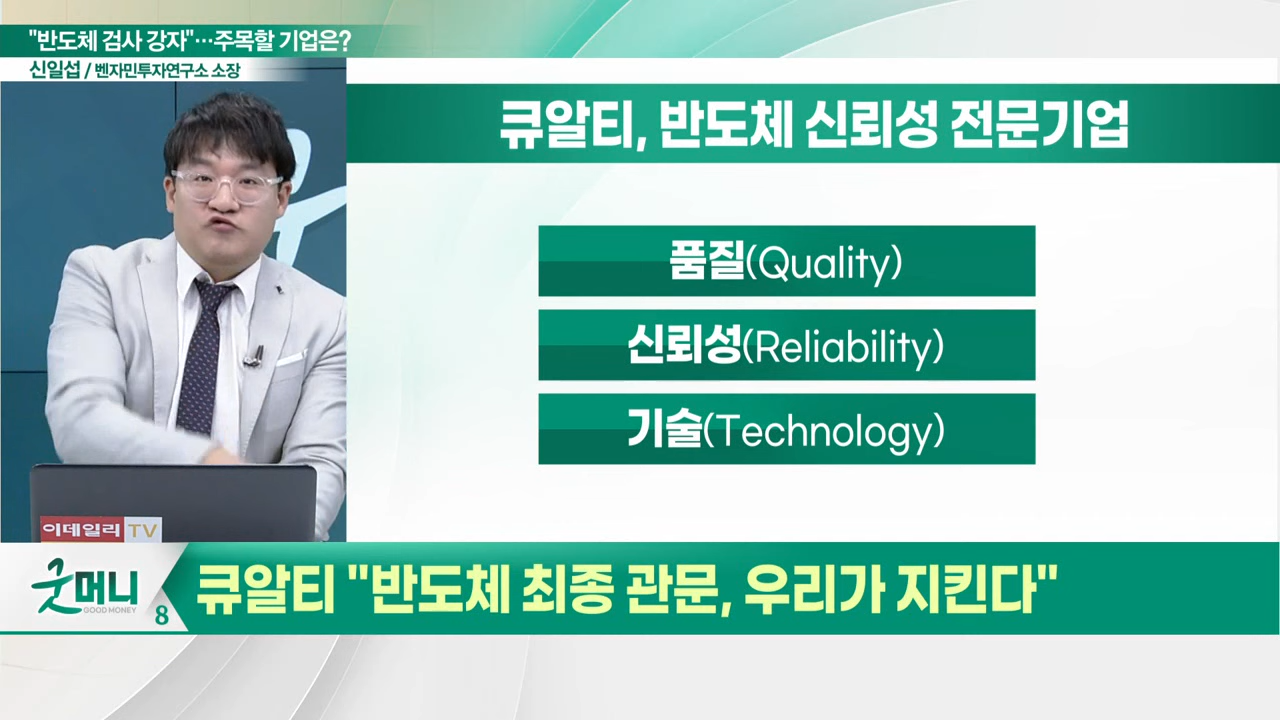 "반도체 검사 강자"…주목할 기업은?
신일섭 / 벤자민투자연구소 소장
큐알티, 반도체 신뢰성 전문기업
품질(Quality)
신뢰성(Reliability)
기술(Technology)
이데일리 TV
굿머니
GOOD MONEY
8
큐알티 "반도체 최종 관문, 우리가 지킨다"